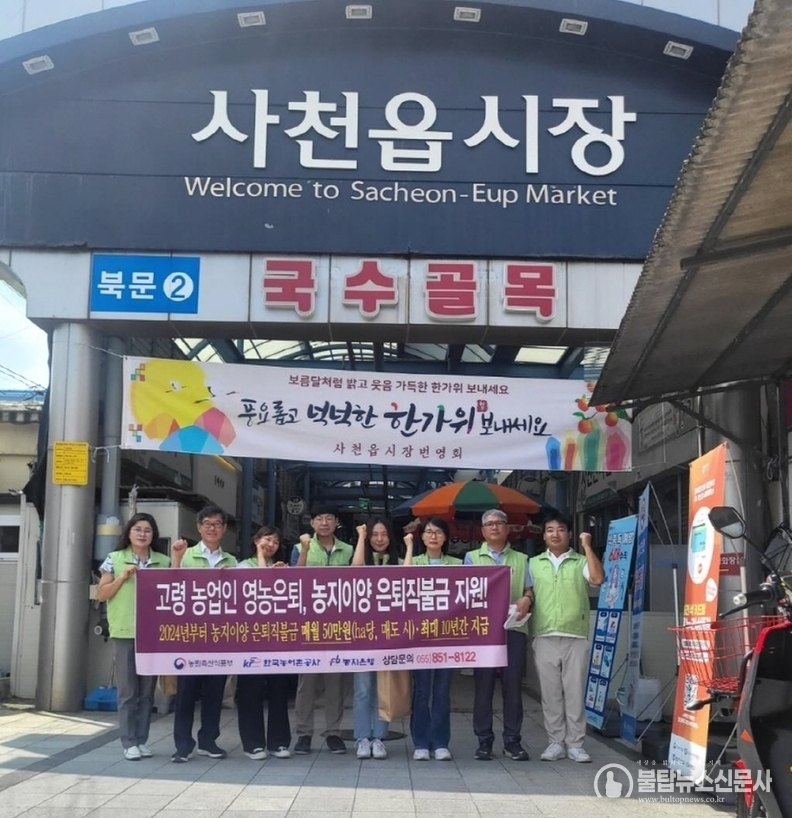 사천읍시장
Welcome to Sacheon-Eup Market
북문 2
국수골목
보름달처럼 밝고 웃음 가득한 한가위 보내세요
풍요롭고 넉넉한 한가위 보내세요
사천읍시장번영회
고령 농업인 영농은퇴, 농지이양 은퇴직불금 지원!
2024년부터 농지이양 은퇴직불금 매월 50만원(ha당, 매도 시)·최대 10년간 지급
농림축산식품부 한국농어촌공사 농지은행 상담문의 055)851-8122
불탑뉴스신문사
www.bultopnews.co.kr